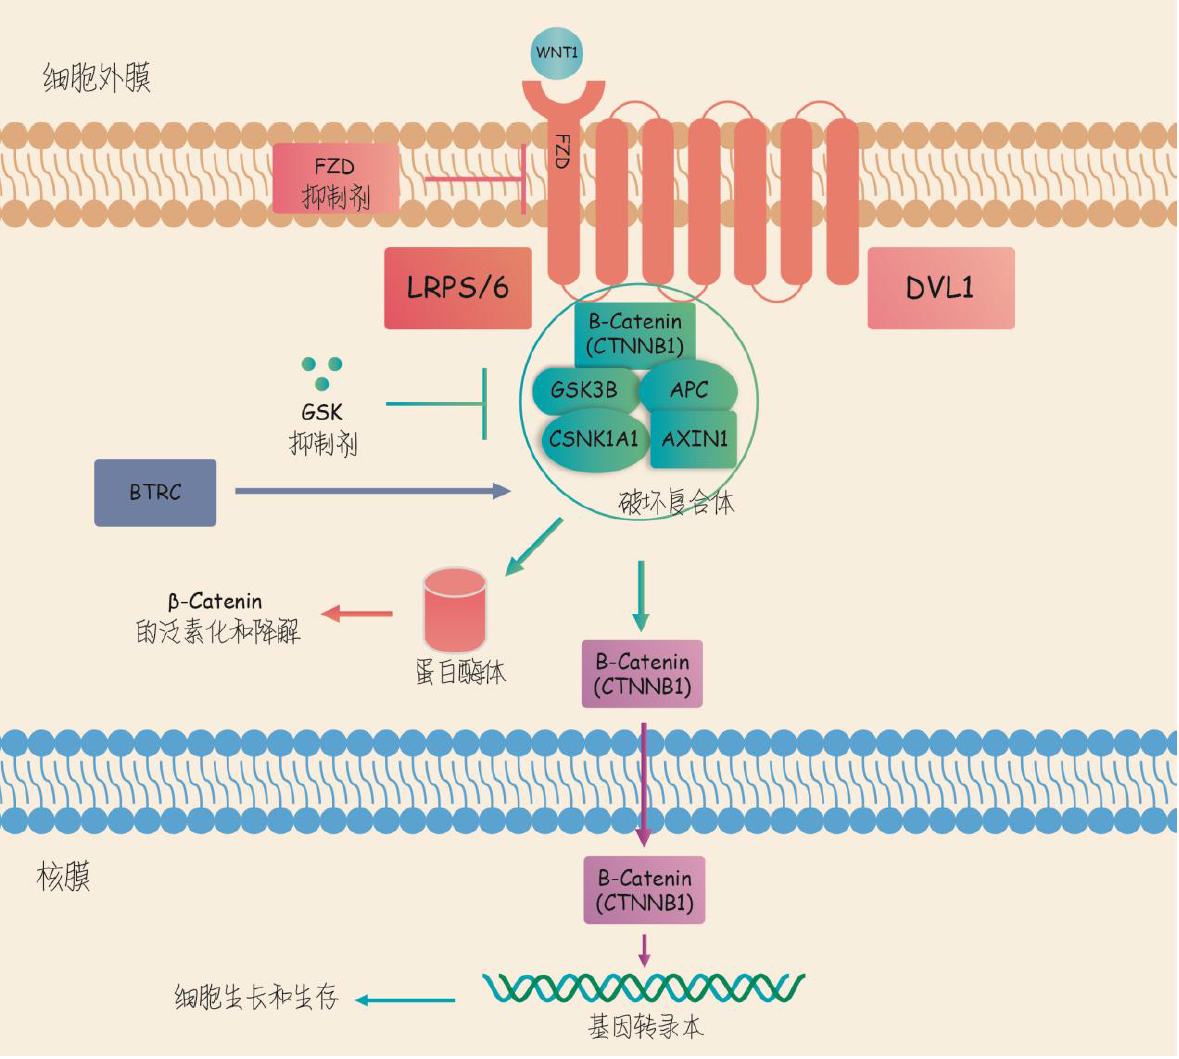 WNT1
细胞外膜
FZD
FZD
抑制剂
LRPS/6
DVL1
B-Catenin
(CTNNB1)
GSK3B
APC
CSNK1A1
AXIN1
GSK
抑制剂
BTRC
破坏复合体
β-Catenin
的泛素化和降解
蛋白酶体
B-Catenin
(CTNNB1)
核膜
B-Catenin
(CTNNB1)
细胞生长和生存
基因转录本